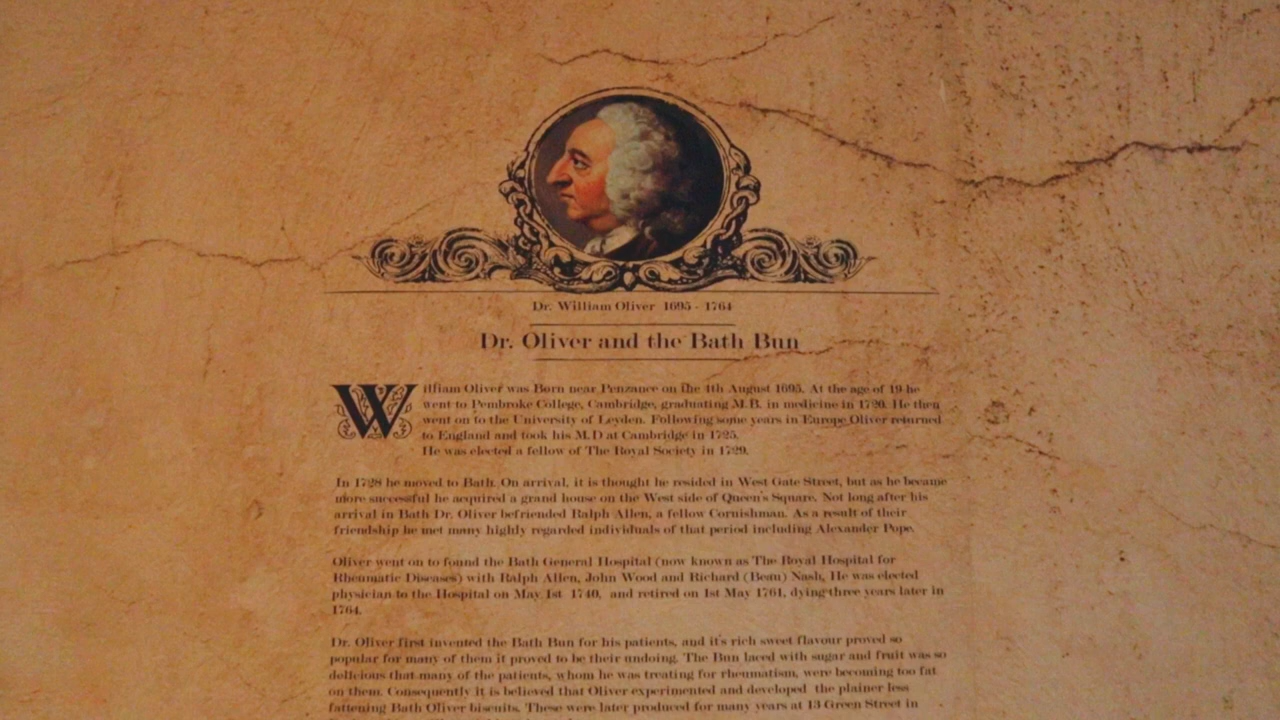 Dr. William Oliver 1695 - 1764
Dr. Oliver and the Bath Bun
William Oliver was Born near Penzance on the 4th August 1695. At the age of 19 he
went to Pembroke College, Cambridge, graduating M.B. in medicine in 1720. He then
went on to the University of Leyden. Following some years in Europe Oliver returned
to England and took his M.D at Cambridge in 1725.
He was elected a fellow of The Royal Society in 1729.
In 1728 he moved to Bath. On arrival, it is thought he resided in West Gate Street, but as he became
more successful he acquired a grand house on the West side of Queen's Square. Not long after his
arrival in Bath Dr. Oliver befriended Ralph Allen, a fellow Cornishman. As a result of their
friendship he met many highly regarded individuals of that period including Alexander Pope.
Oliver went on to found the Bath General Hospital (now known as The Royal Hospital for
Rheumatic Diseases) with Ralph Allen, John Wood and Richard (Beau) Nash, He was elected
physician to the Hospital on May 1st 1740, and retired on 1st May 1761, dying three years later in
1764.
Dr. Oliver first invented the Bath Bun for his patients, and it's rich sweet flavour proved so
popular for many of them it proved to be their undoing. The Bun laced with sugar and fruit was so
delicious that many of the patients, whom he was treating for rheumatism, were becoming too fat
on them. Consequently it is believed that Oliver experimented and developed the plainer less
fattening Bath Oliver biscuits. These were later produced for many years at 13 Green Street in